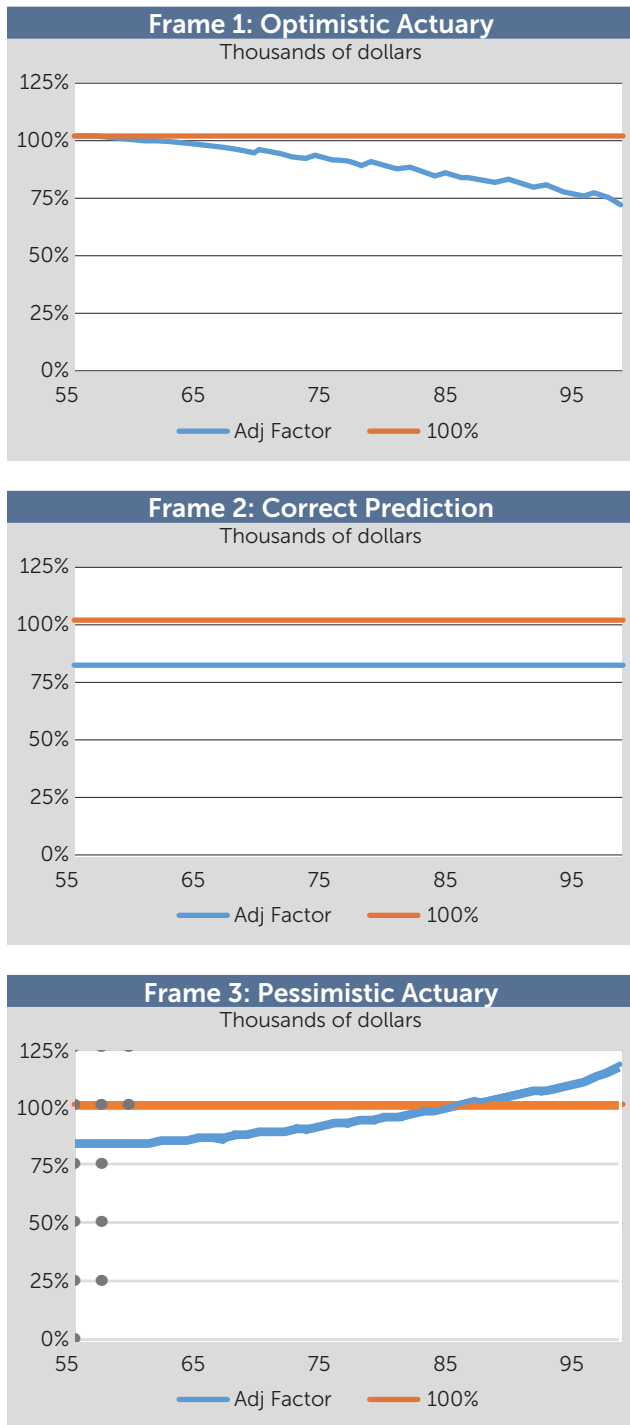 Frame 1: Optimistic Actuary
Thousands of dollars
125%
100%
75%
50%
25%
0%
55 65 75 85 95
Adj Factor 100%
Frame 2: Correct Prediction
Thousands of dollars
125%
100%
75%
50%
25%
0%
55 65 75 85 95
Adj Factor 100%
Frame 3: Pessimistic Actuary
Thousands of dollars
125%
100%
75%
50%
25%
0%
55 65 75 85 95
Adj Factor 100%